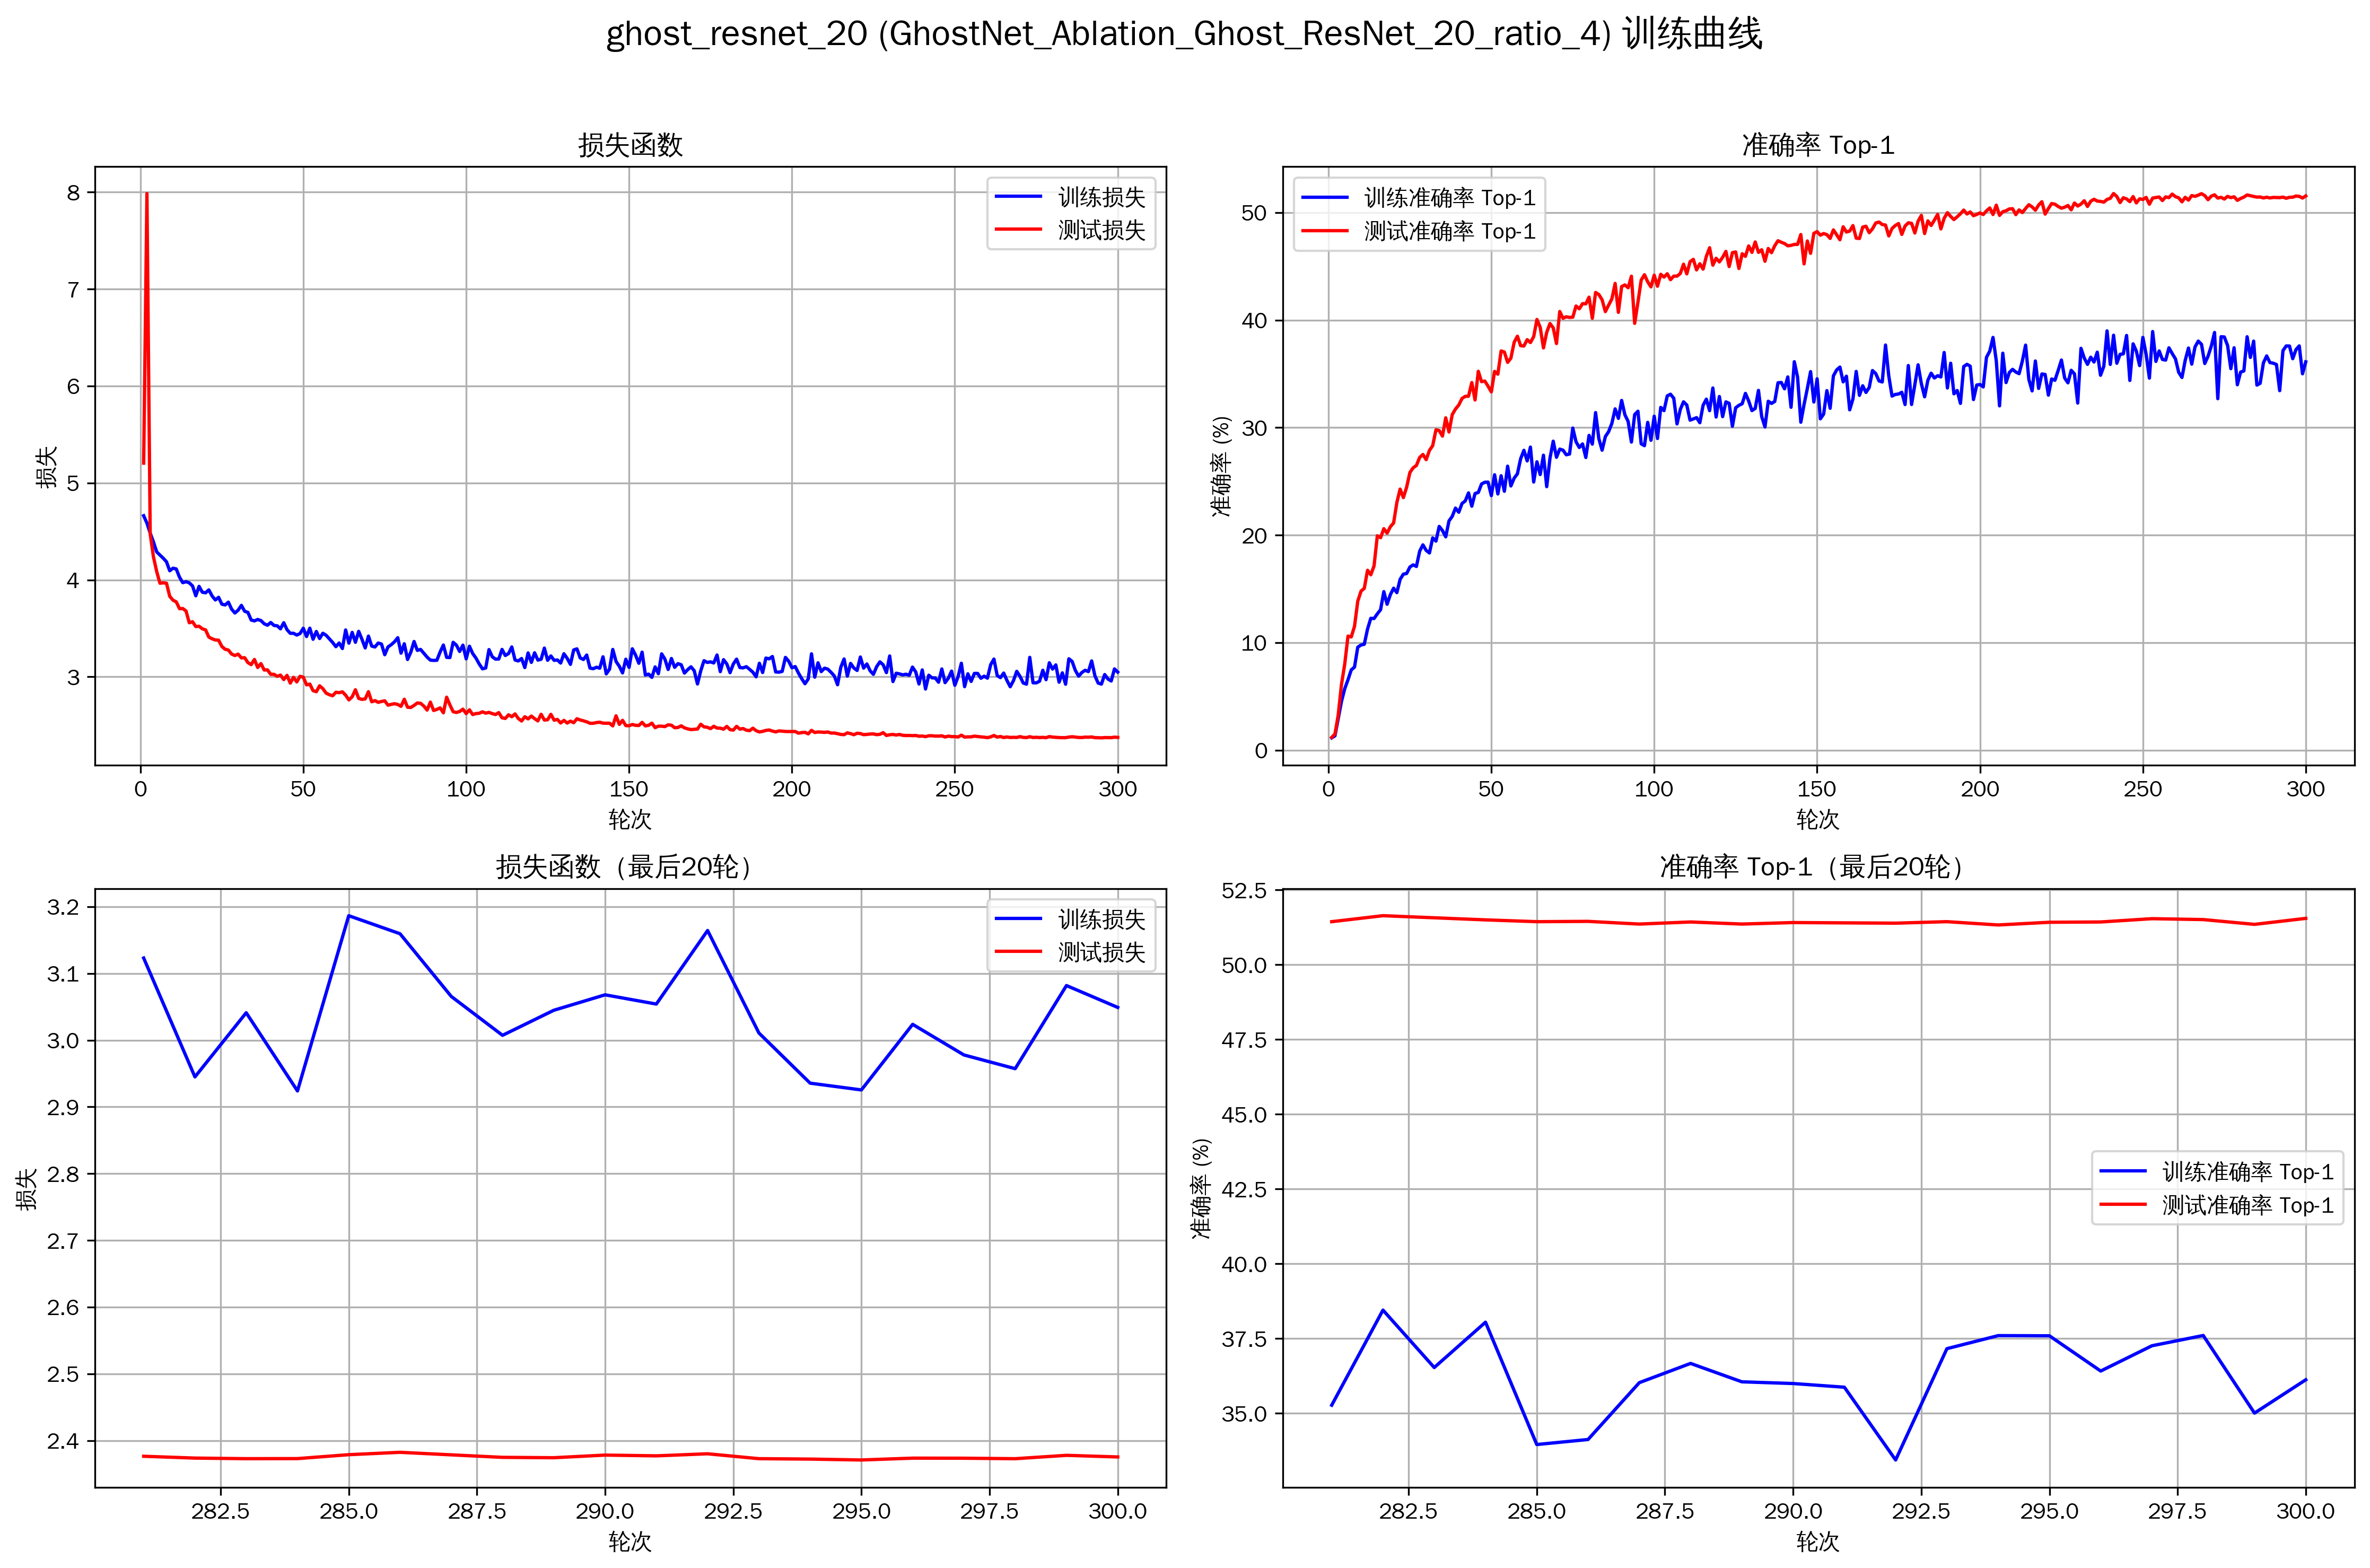 ghost_resnet_20 (GhostNet_Ablation_Ghost_ResNet_20_ratio_4) 训练曲线
损失函数
训练损失
测试损失
8
7
6
5
4
3
损失
0 50 100 150 200 250 300
轮次
准确率 Top-1
训练准确率 Top-1
测试准确率 Top-1
50
40
30
20
10
0
准确率 (%)
0 50 100 150 200 250 300
轮次
损失函数（最后20轮）
训练损失
测试损失
3.2
3.1
3.0
2.9
2.8
2.7
2.6
2.5
2.4
损失
282.5 285.0 287.5 290.0 292.5 295.0 297.5 300.0
轮次
准确率 Top-1（最后20轮）
52.5
50.0
47.5
45.0
42.5
40.0
37.5
35.0
准确率 (%)
训练准确率 Top-1
测试准确率 Top-1
282.5 285.0 287.5 290.0 292.5 295.0 297.5 300.0
轮次